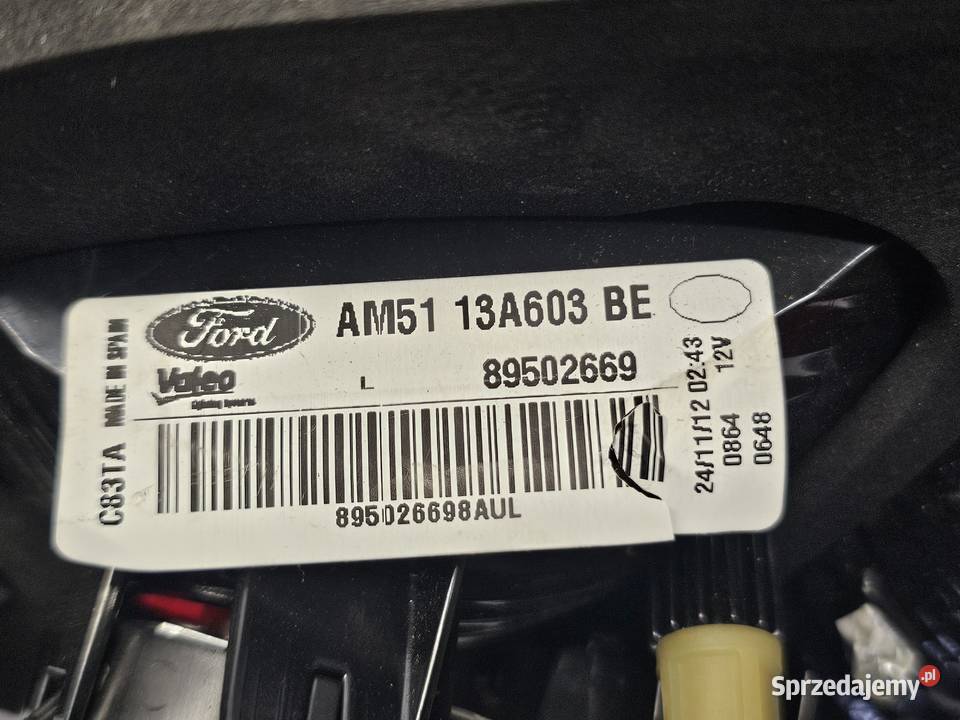 Ford
AM51 13A603 BE
Valeo
L
89502669
MADE IN SPAIN
C83TA
895026698AUL
24/11/12 02:43
12V
0864
0648
Sprzedajemy.pl